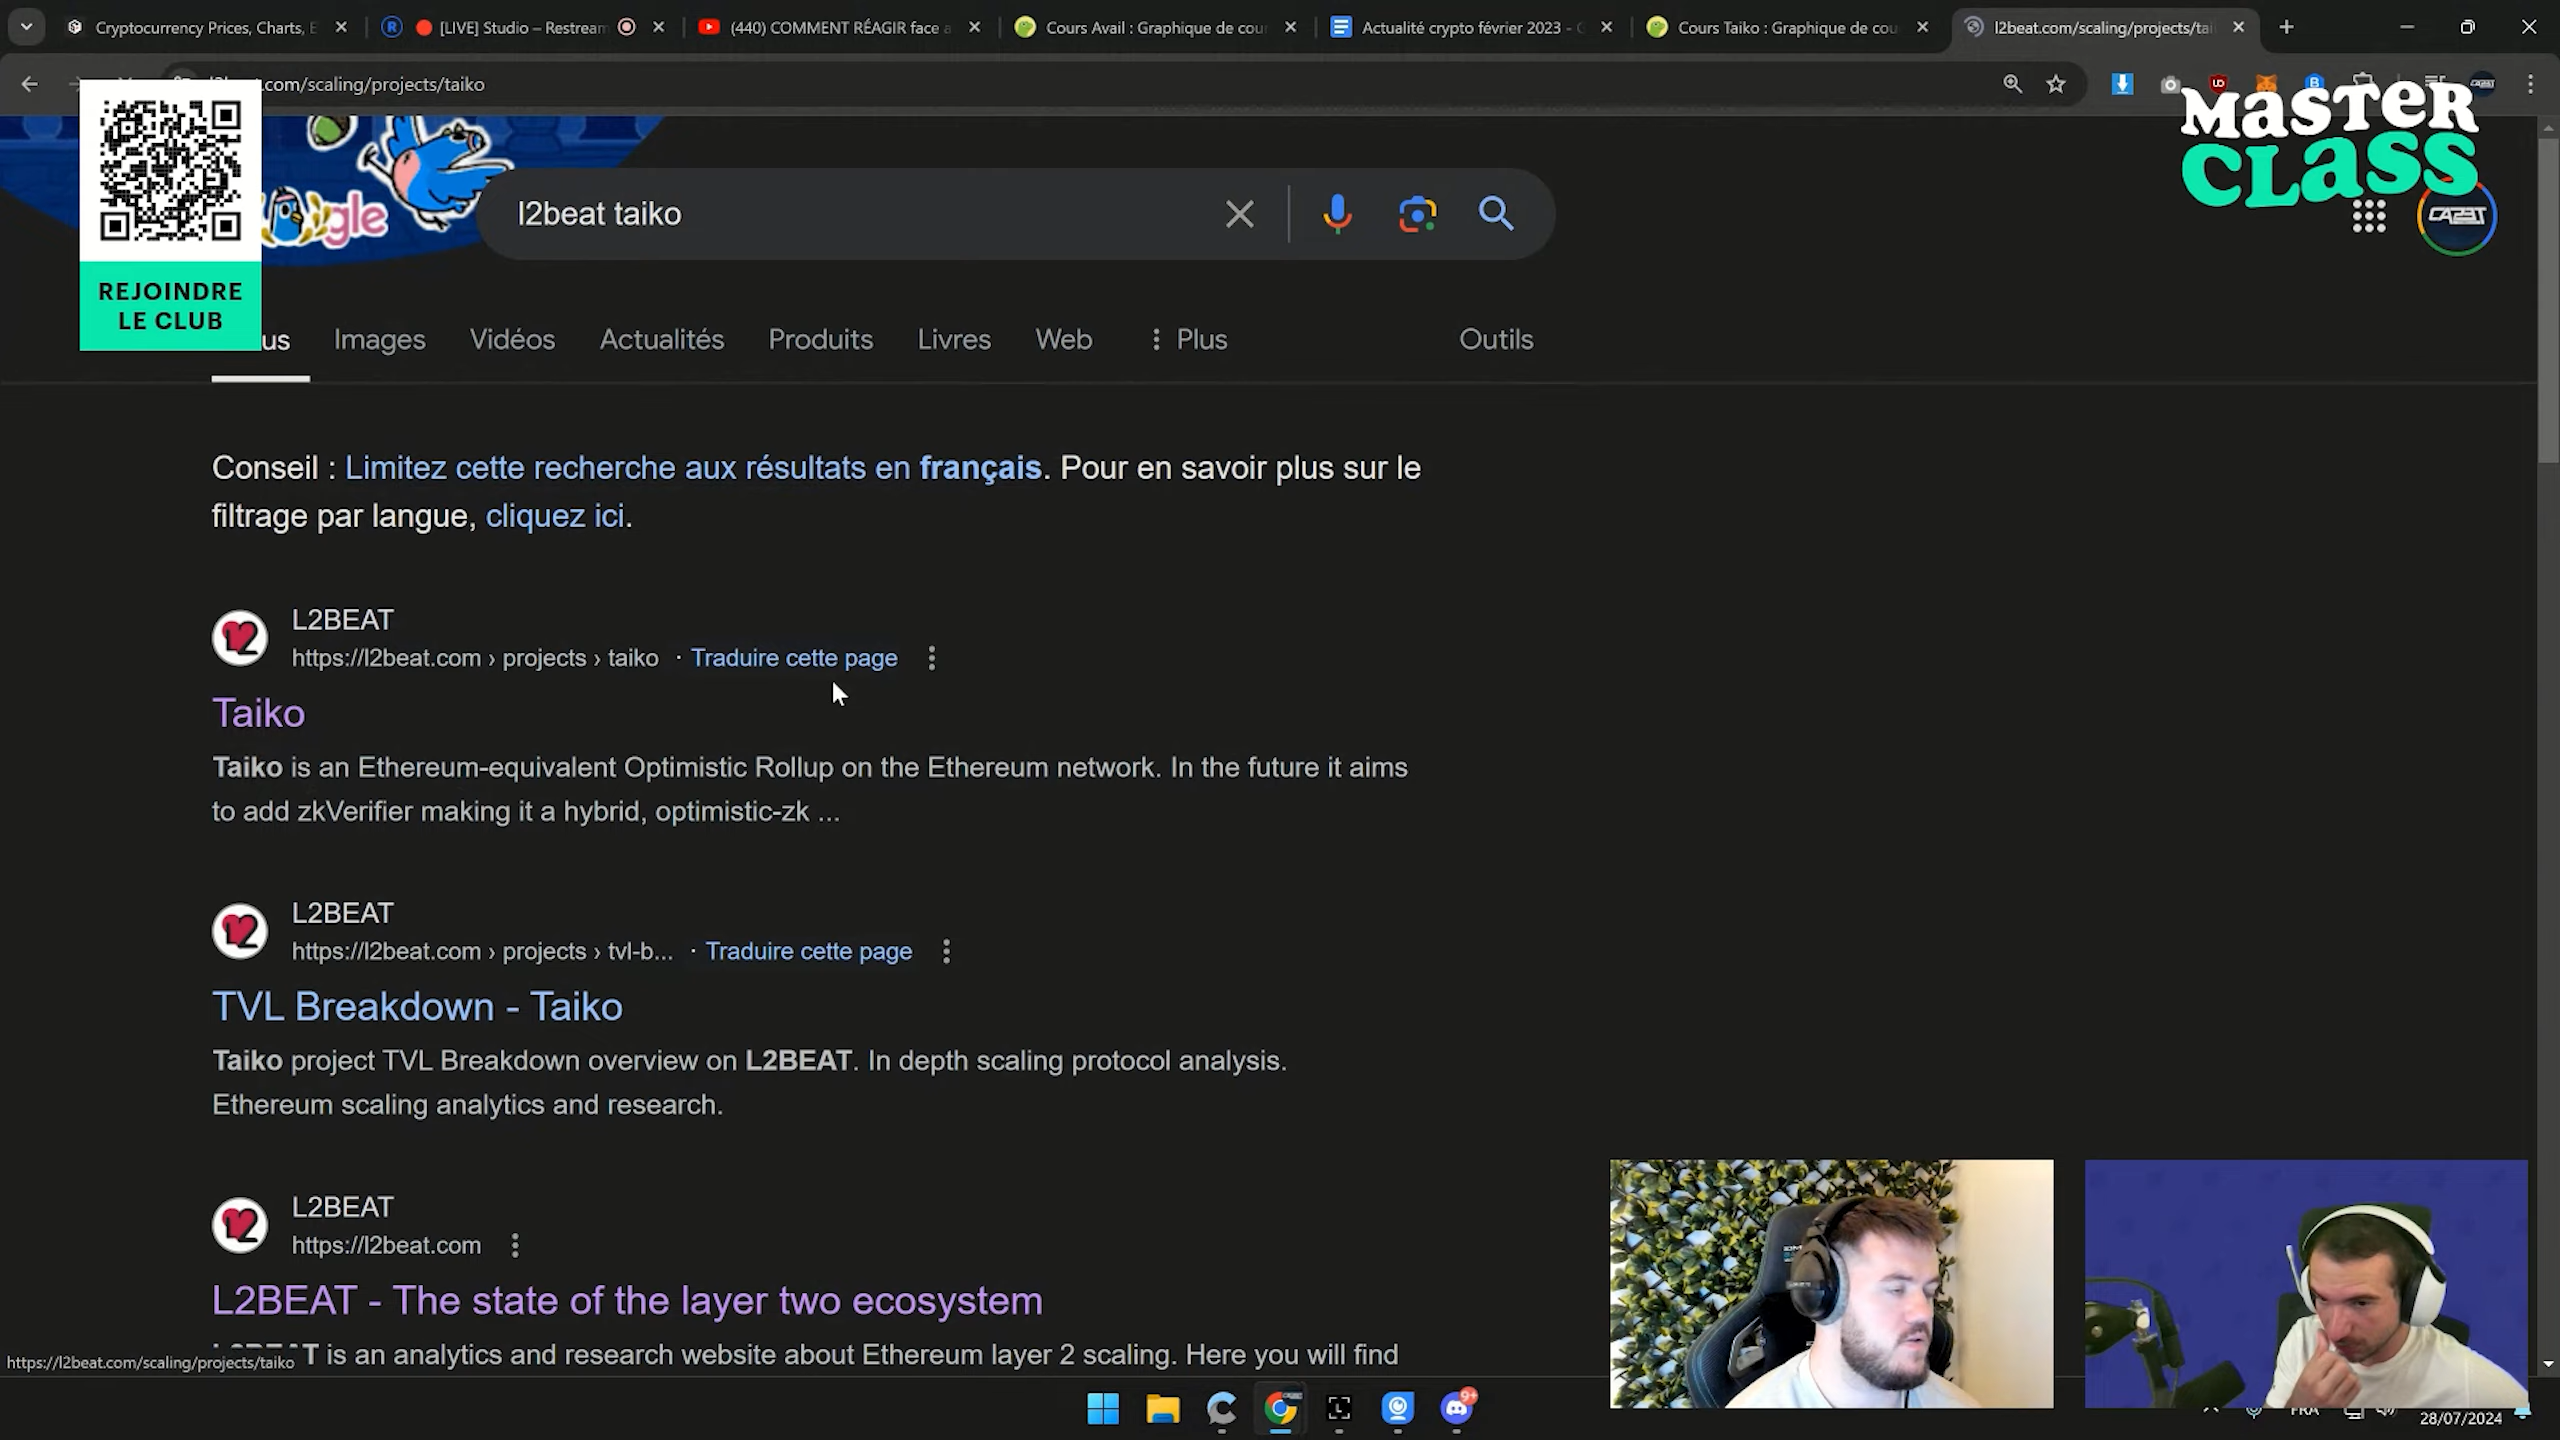 Cryptocurrency Prices, Charts, E
[LIVE] Studio – Restream
(440) COMMENT RÉAGIR face a
Cours Avail : Graphique de cour
Actualité crypto février 2023 - G
Cours Taiko : Graphique de cou
l2beat.com/scaling/projects/tai
.com/scaling/projects/taiko
MASTER
CLASS
CA23T
REJOINDRE
LE CLUB
gle
l2beat taiko
us
Images
Vidéos
Actualités
Produits
Livres
Web
Plus
Outils
Conseil : Limitez cette recherche aux résultats en français. Pour en savoir plus sur le
filtrage par langue, cliquez ici.
L2BEAT
https://l2beat.com › projects › taiko · Traduire cette page
Taiko
Taiko is an Ethereum-equivalent Optimistic Rollup on the Ethereum network. In the future it aims
to add zkVerifier making it a hybrid, optimistic-zk ...
L2BEAT
https://l2beat.com › projects › tvl-b... · Traduire cette page
TVL Breakdown - Taiko
Taiko project TVL Breakdown overview on L2BEAT. In depth scaling protocol analysis.
Ethereum scaling analytics and research.
L2BEAT
https://l2beat.com
L2BEAT - The state of the layer two ecosystem
T is an analytics and research website about Ethereum layer 2 scaling. Here you will find
https://l2beat.com/scaling/projects/taiko
9+
FRA
28/07/2024